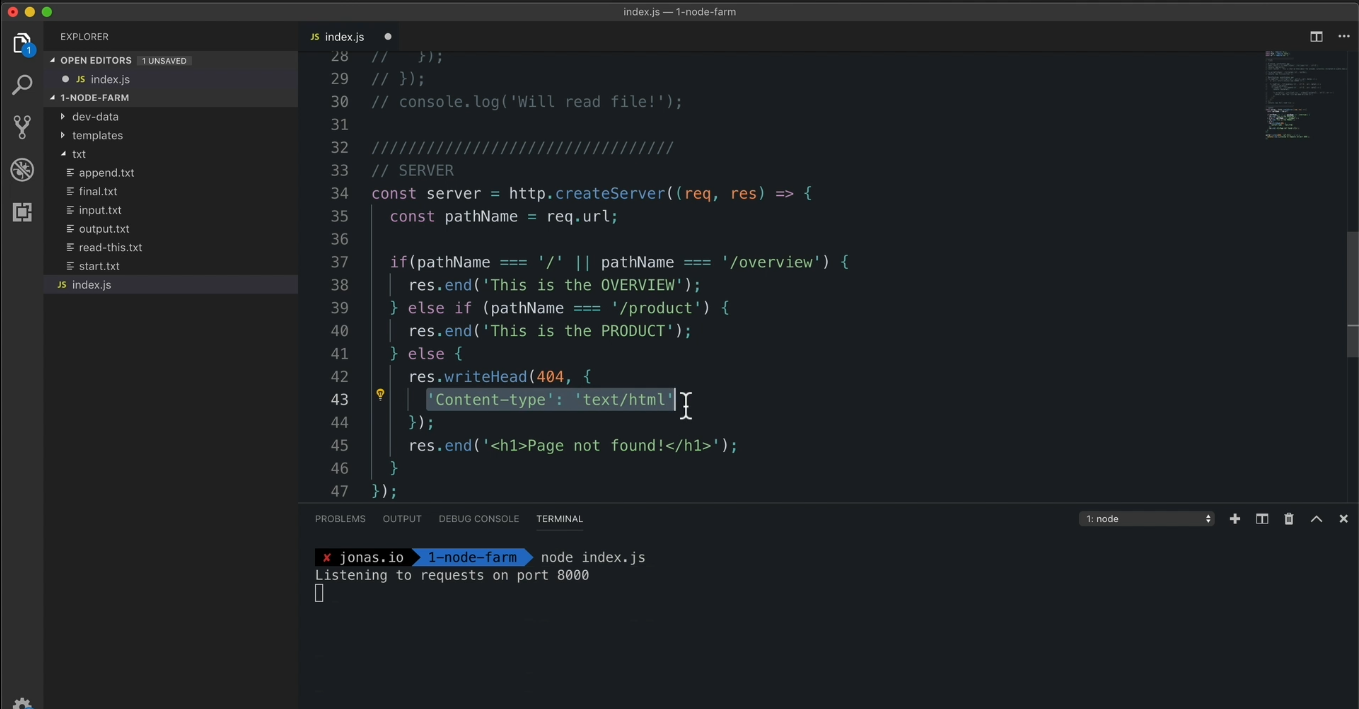 index.js — 1-node-farm
EXPLORER
1
OPEN EDITORS 1 UNSAVED
JS index.js
1-NODE-FARM
dev-data
templates
txt
append.txt
final.txt
input.txt
output.txt
read-this.txt
start.txt
JS index.js
JS index.js
28 // });
29 // });
30 // console.log('Will read file!');
31
32 /////////////////////////////////
33 // SERVER
34 const server = http.createServer((req, res) => {
35 const pathName = req.url;
36
37 if(pathName === '/' || pathName === '/overview') {
38 res.end('This is the OVERVIEW');
39 } else if (pathName === '/product') {
40 res.end('This is the PRODUCT');
41 } else {
42 res.writeHead(404, {
43 'Content-type': 'text/html'
44 });
45 res.end('<h1>Page not found!</h1>');
46 }
47 });
PROBLEMS OUTPUT DEBUG CONSOLE TERMINAL 1: node
✘ jonas.io 1-node-farm node index.js
Listening to requests on port 8000